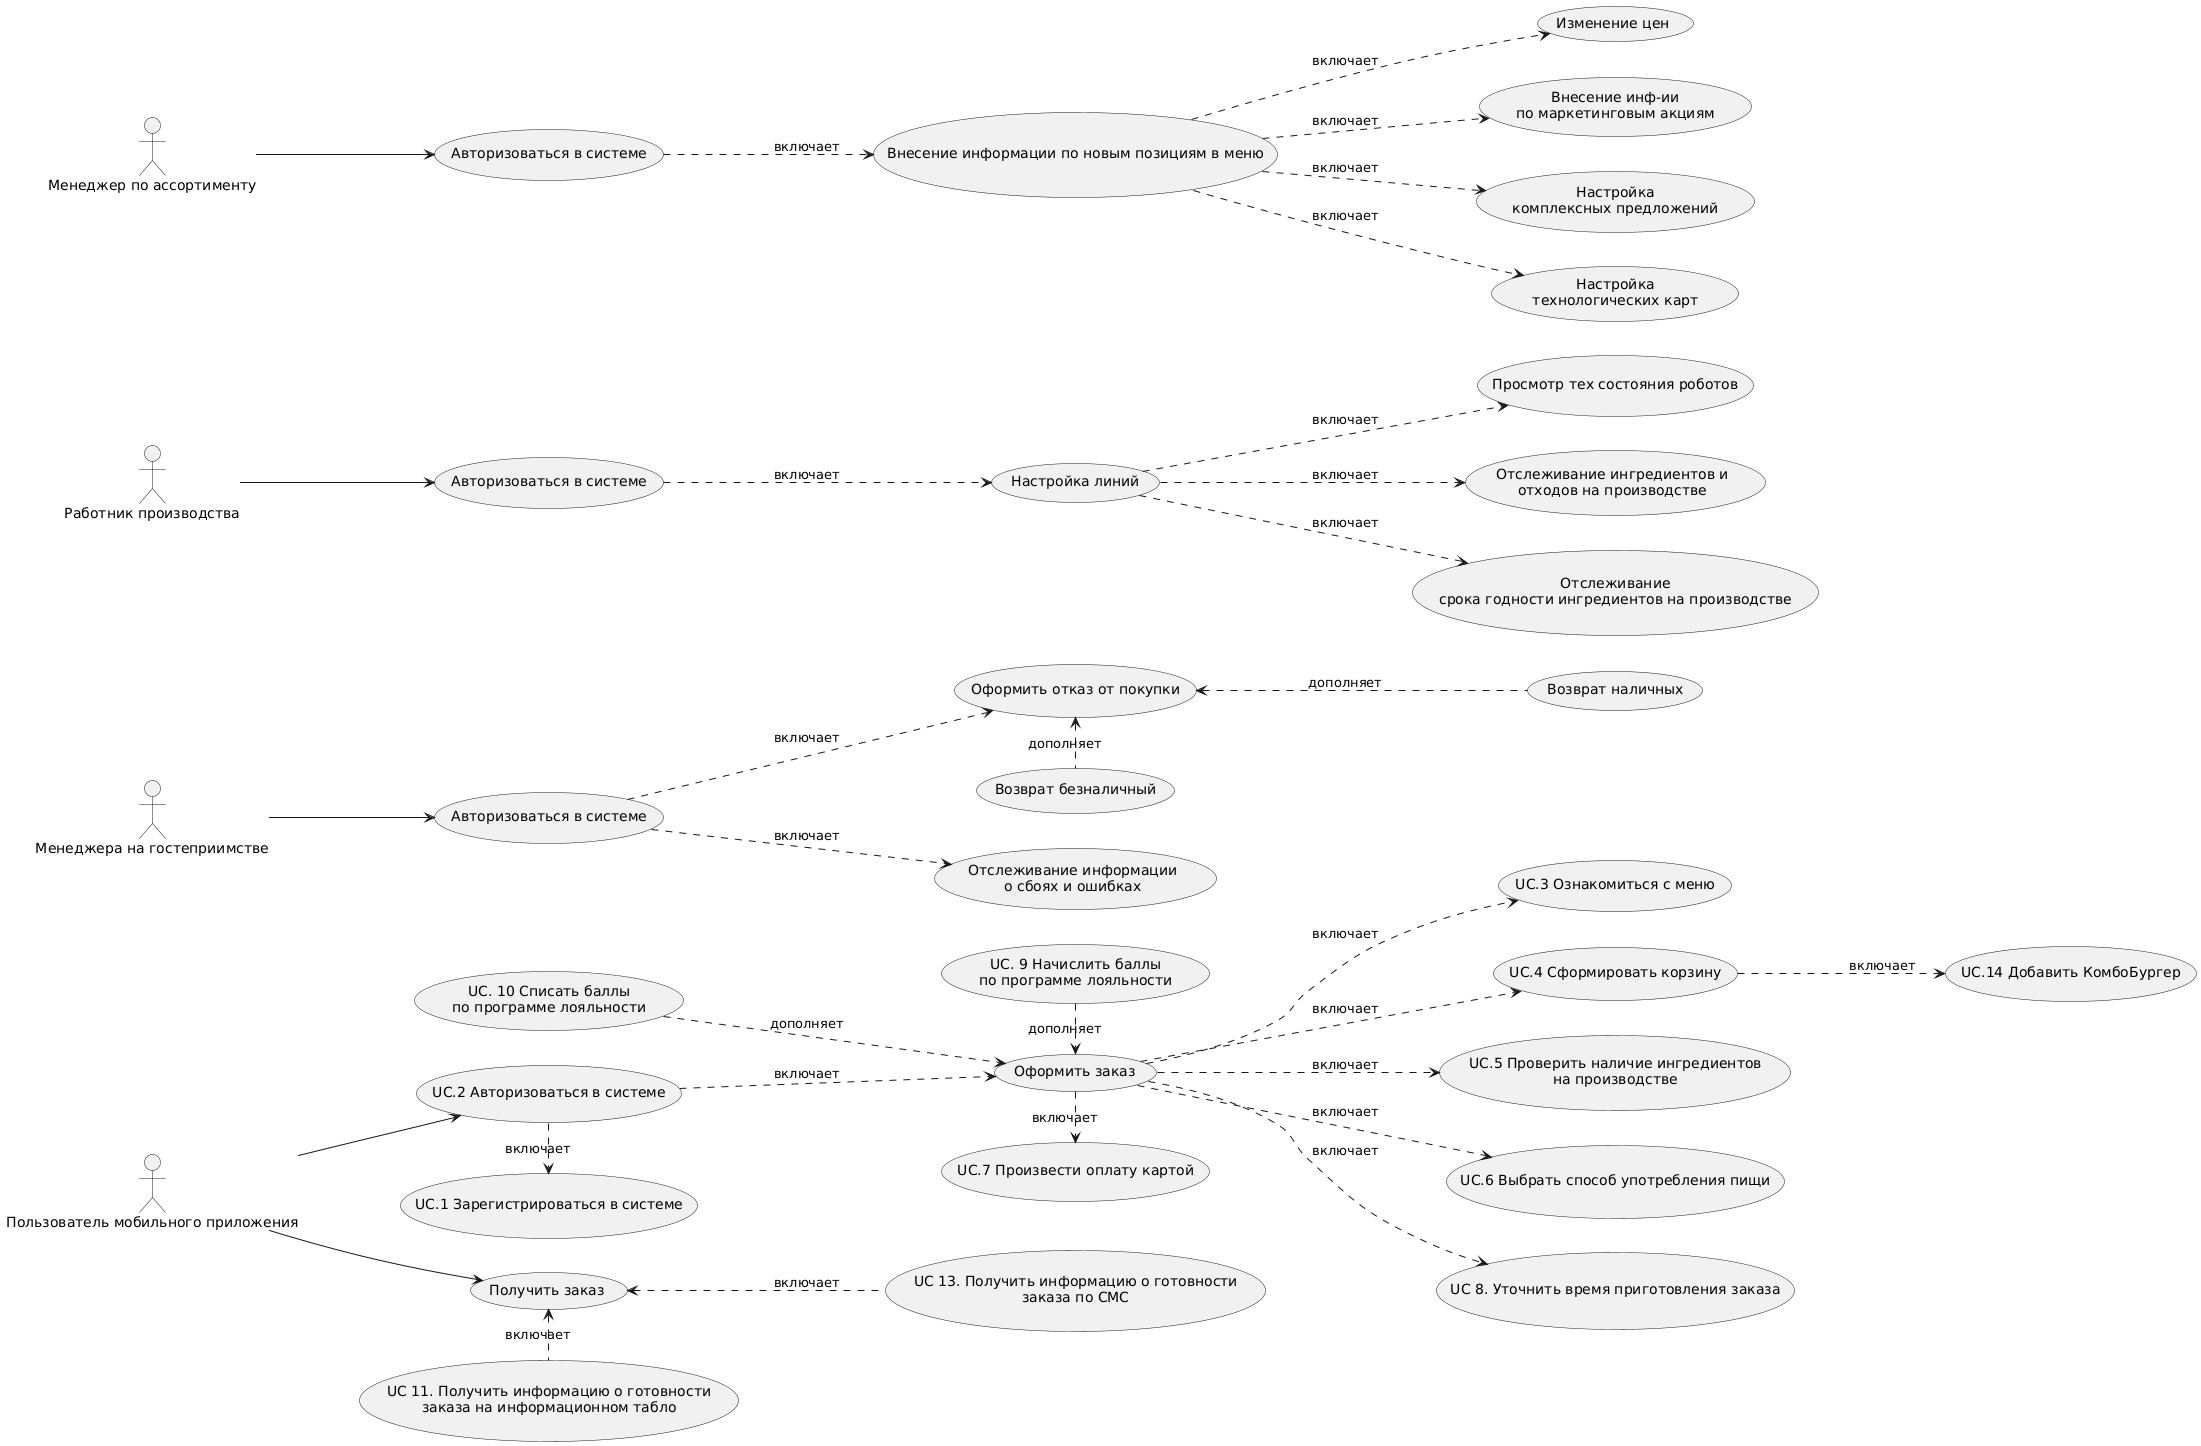 Изменение цен
включает
Внесение инф-ии
по маркетинговым акциям
включает
Менеджер по ассортименту
Авторизоваться в системе
включает
Внесение информации по новым позициям в меню
включает
Настройка
комплексных предложений
включает
Настройка
технологических карт
Просмотр тех состояния роботов
включает
Работник производства
Авторизоваться в системе
включает
Настройка линий
включает
Отслеживание ингредиентов и
отходов на производстве
включает
Отслеживание
срока годности ингредиентов на производстве
Оформить отказ от покупки
дополняет
Возврат наличных
включает
дополняет
Возврат безналичный
Менеджера на гостеприимстве
Авторизоваться в системе
включает
Отслеживание информации
о сбоях и ошибках
UC.3 Ознакомиться с меню
включает
UC. 9 Начислить баллы
по программе лояльности
UC.4 Сформировать корзину
включает
UC.14 Добавить КомбоБургер
UC. 10 Списать баллы
по программе лояльности
дополняет
дополняет
включает
UC.2 Авторизоваться в системе
включает
Оформить заказ
включает
UC.5 Проверить наличие ингредиентов
на производстве
включает
включает
включает
включает
UC.7 Произвести оплату картой
UC.6 Выбрать способ употребления пищи
UC.1 Зарегистрироваться в системе
Пользователь мобильного приложения
Получить заказ
включает
UC 13. Получить информацию о готовности
заказа по СМС
UC 8. Уточнить время приготовления заказа
включает
UC 11. Получить информацию о готовности
заказа на информационном табло